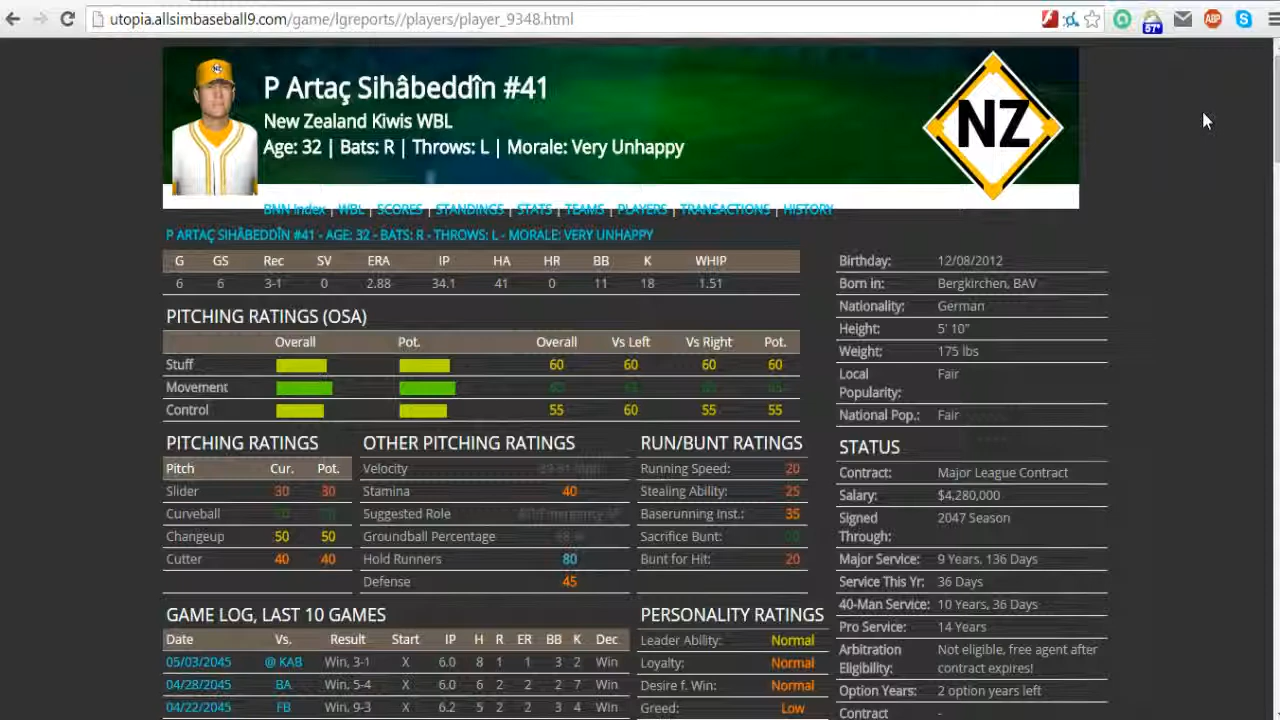 utopia.allsimbaseball9.com/game/lgreports//players/player_9348.html
57°
ABP
P Artaç Sihâbeddîn #41
New Zealand Kiwis WBL
Age: 32 | Bats: R | Throws: L | Morale: Very Unhappy
NZ
BNN Index | WBL | SCORES | STANDINGS | STATS | TEAMS | PLAYERS | TRANSACTIONS | HISTORY
P ARTAÇ SIHÂBEDDÎN #41 - AGE: 32 - BATS: R - THROWS: L - MORALE: VERY UNHAPPY
G GS Rec SV ERA IP HA HR BB K WHIP
6 6 3-1 0 2.88 34.1 41 0 11 18 1.51
PITCHING RATINGS (OSA)
Overall Pot. Overall Vs Left Vs Right Pot.
Stuff 60 60 60 60
Movement
Control 55 60 55 55
PITCHING RATINGS
Pitch Cur. Pot.
Slider 30 30
Curveball
Changeup 50 50
Cutter 40 40
OTHER PITCHING RATINGS
Velocity
Stamina 40
Suggested Role
Groundball Percentage
Hold Runners 80
Defense 45
RUN/BUNT RATINGS
Running Speed: 20
Stealing Ability: 25
Baserunning Inst.: 35
Sacrifice Bunt:
Bunt for Hit: 20
GAME LOG, LAST 10 GAMES
Date Vs. Result Start IP H R ER BB K Dec
05/03/2045 @ KAB Win, 3-1 X 6.0 8 1 1 3 2 Win
04/28/2045 BA Win, 5-4 X 6.0 6 2 2 2 7 Win
04/22/2045 FB Win, 9-3 X 6.2 5 2 2 3 4 Win
PERSONALITY RATINGS
Leader Ability: Normal
Loyalty: Normal
Desire f. Win: Normal
Greed: Low
Birthday: 12/08/2012
Born in: Bergkirchen, BAV
Nationality: German
Height: 5' 10"
Weight: 175 lbs
Local Popularity: Fair
National Pop.: Fair
STATUS
Contract: Major League Contract
Salary: $4,280,000
Signed Through: 2047 Season
Major Service: 9 Years, 136 Days
Service This Yr: 36 Days
40-Man Service: 10 Years, 36 Days
Pro Service: 14 Years
Arbitration Eligibility: Not eligible, free agent after contract expires!
Option Years: 2 option years left
Contract -